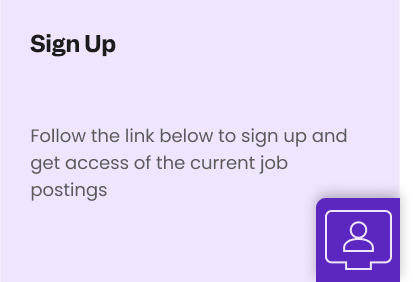 Sign Up
Follow the link below to sign up and
get access of the current job
postings